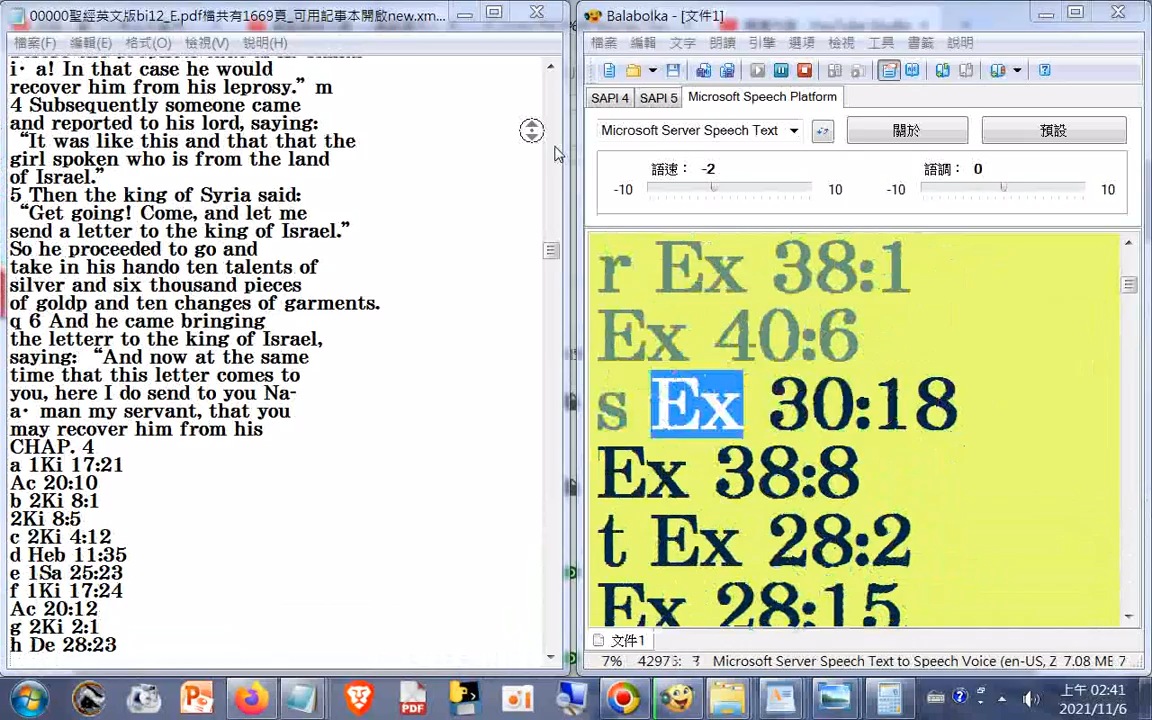 00000聖經英文版bi12_E.pdf檔共有1669頁_可用記事本開啟new.xm...
檔案(F) 編輯(E) 格式(O) 檢視(V) 說明(H)
i· a! In that case he would
recover him from his leprosy.” m
4 Subsequently someone came
and reported to his lord, saying:
“It was like this and that that the
girl spoken who is from the land
of Israel.”
5 Then the king of Syria said:
“Get going! Come, and let me
send a letter to the king of Israel.”
So he proceeded to go and
take in his hando ten talents of
silver and six thousand pieces
of goldp and ten changes of garments.
q 6 And he came bringing
the letterr to the king of Israel,
saying: “And now at the same
time that this letter comes to
you, here I do send to you Na-
a· man my servant, that you
may recover him from his
CHAP. 4
a 1Ki 17:21
Ac 20:10
b 2Ki 8:1
2Ki 8:5
c 2Ki 4:12
d Heb 11:35
e 1Sa 25:23
f 1Ki 17:24
Ac 20:12
g 2Ki 2:1
h De 28:23
Balabolka - [文件1]
檔案 編輯 文字 朗讀 引擎 選項 檢視 工具 書籤 說明
SAPI 4 SAPI 5 Microsoft Speech Platform
Microsoft Server Speech Text 關於 預設
語速： -2 語調： 0
-10 10 -10 10
r Ex 38:1
Ex 40:6
s Ex 30:18
Ex 38:8
t Ex 28:2
Ex 28:15
文件1
7% Microsoft Server Speech Text to Speech Voice (en-US, Z 7.08 MB
上午 02:41
2021/11/6